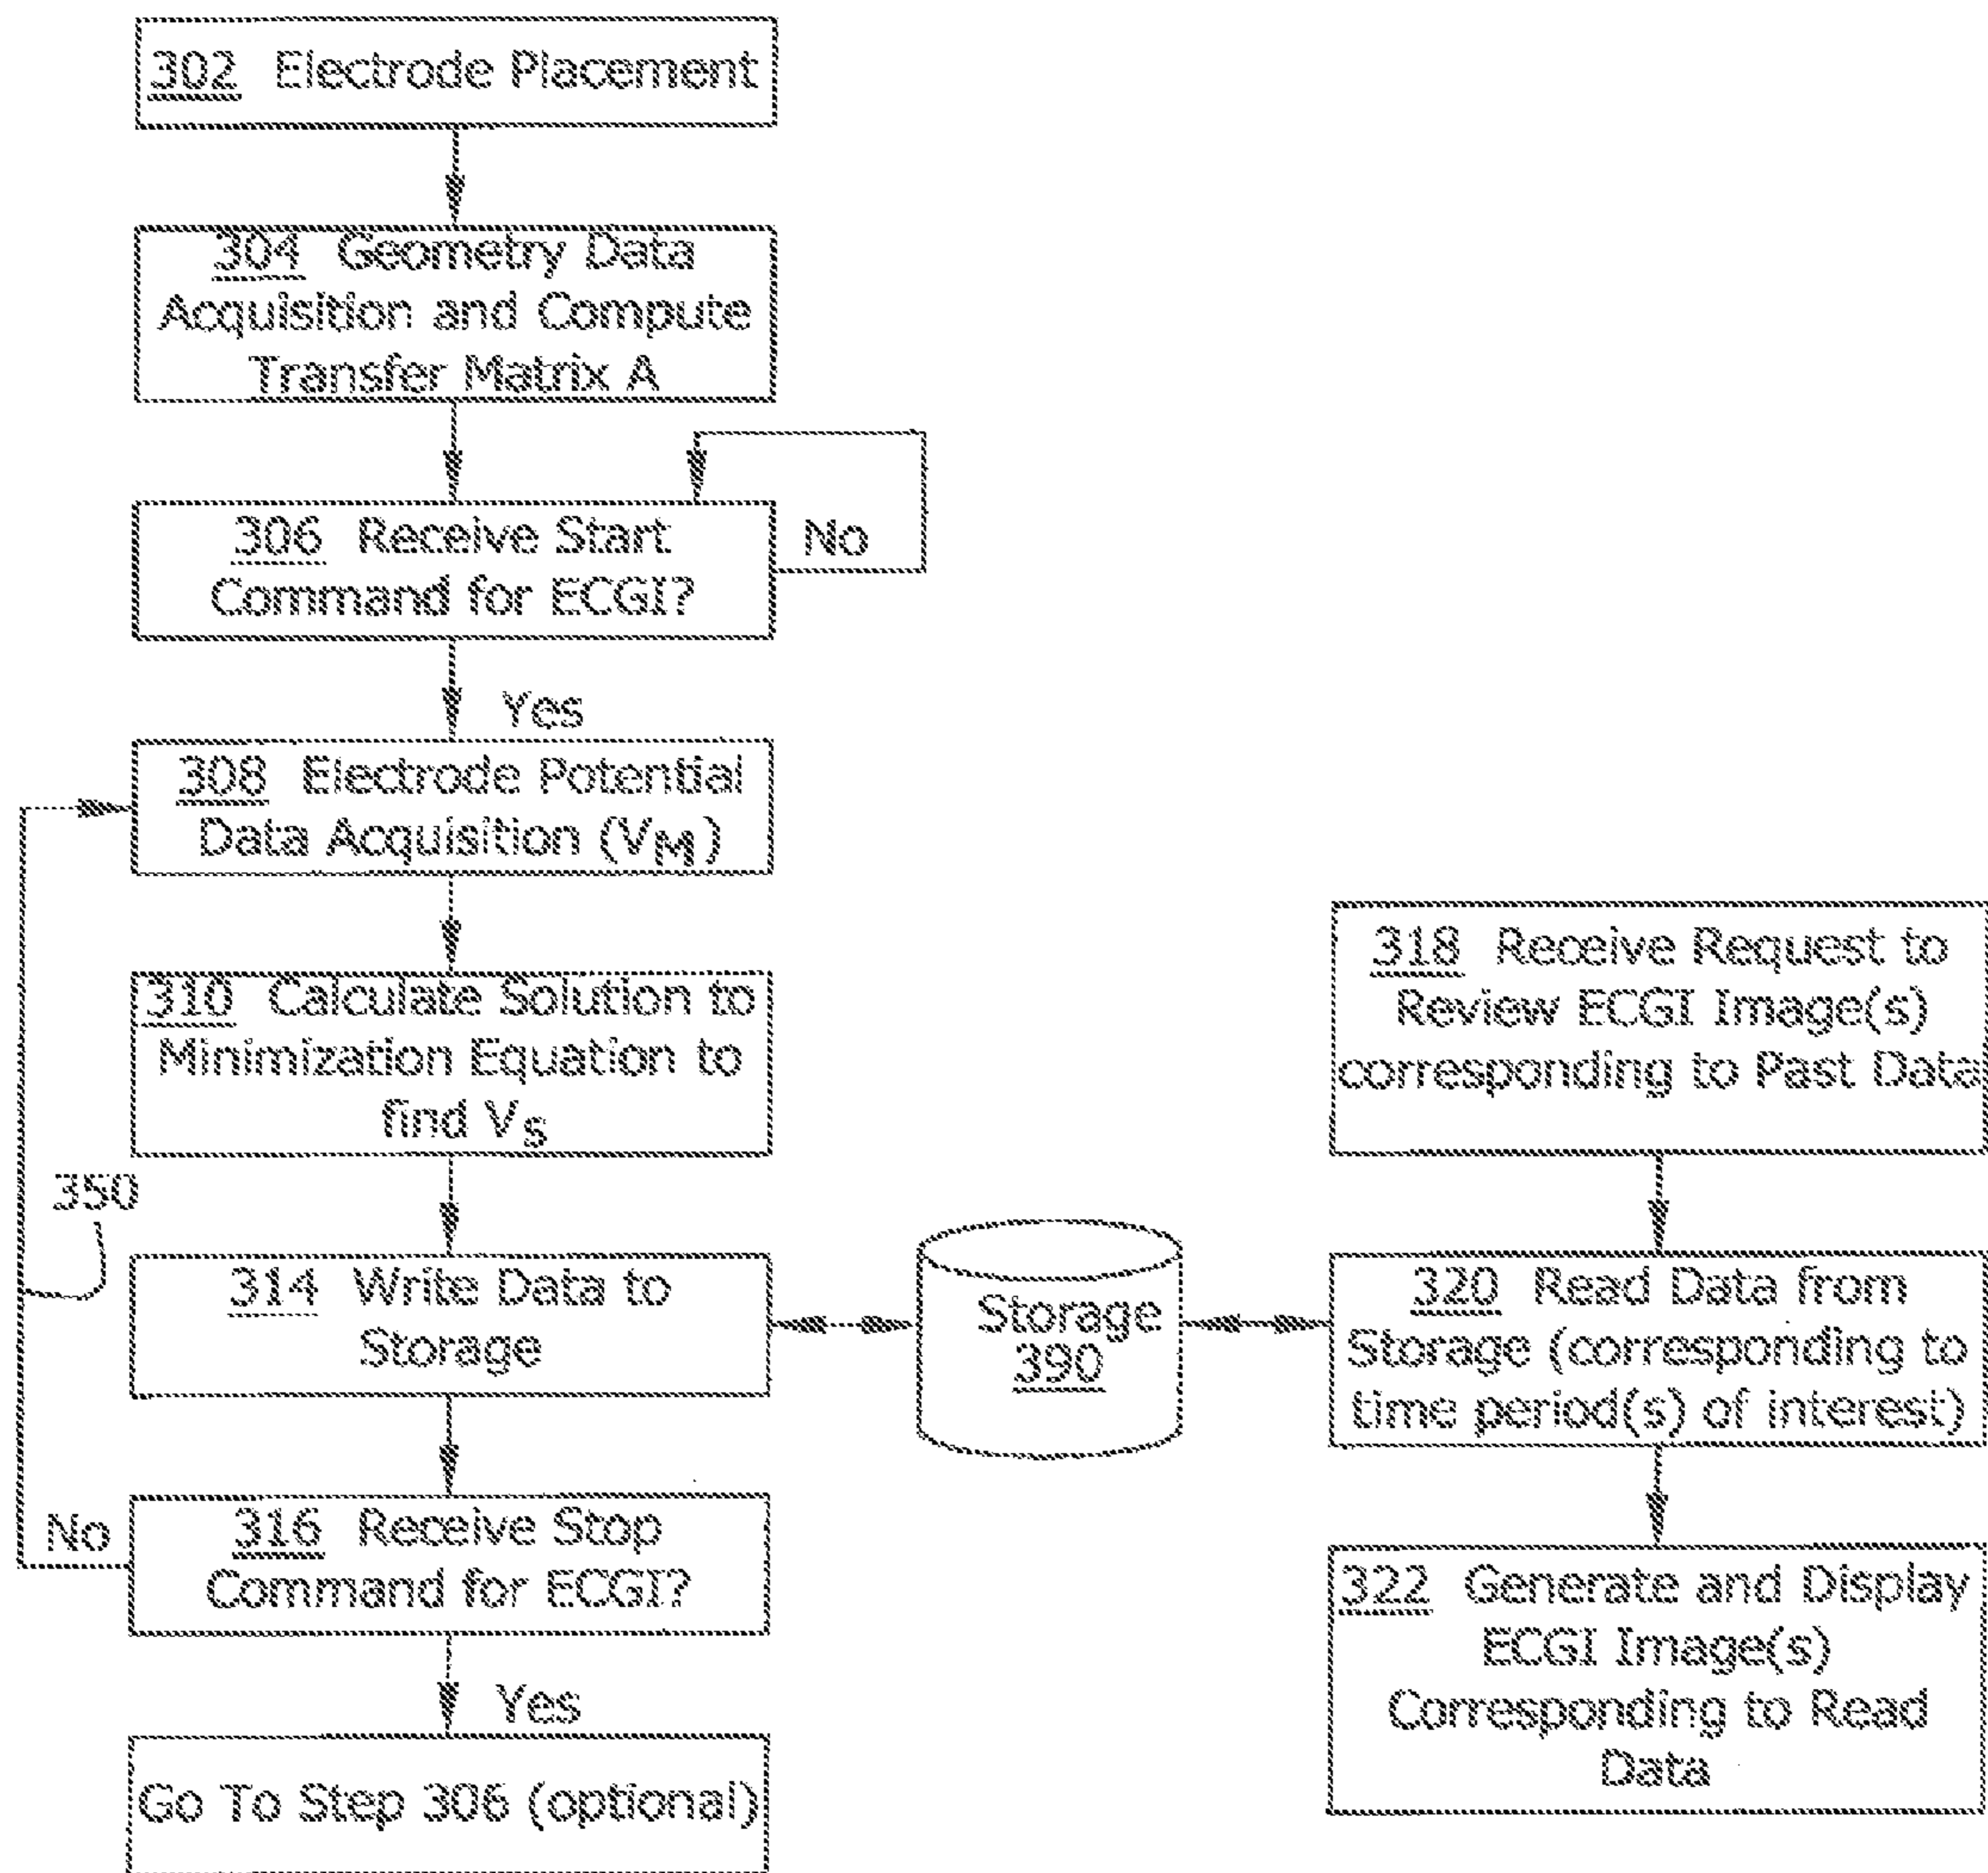 302 Electrode Placement
304 Geometry Data
Acquisition and Compute
Transfer Matrix A
306 Receive Start
Command for ECGI?
No
Yes
308 Electrode Potential
Data Acquisition (VM)
310 Calculate Solution to
Minimization Equation to
find VS
350
314 Write Data to
Storage
No
316 Receive Stop
Command for ECGI?
Yes
Go To Step 306 (optional)
Storage
390
318 Receive Request to
Review ECGI Image(s)
corresponding to Past Data
320 Read Data from
Storage (corresponding to
time period(s) of interest)
322 Generate and Display
ECGI Image(s)
Corresponding to Read
Data